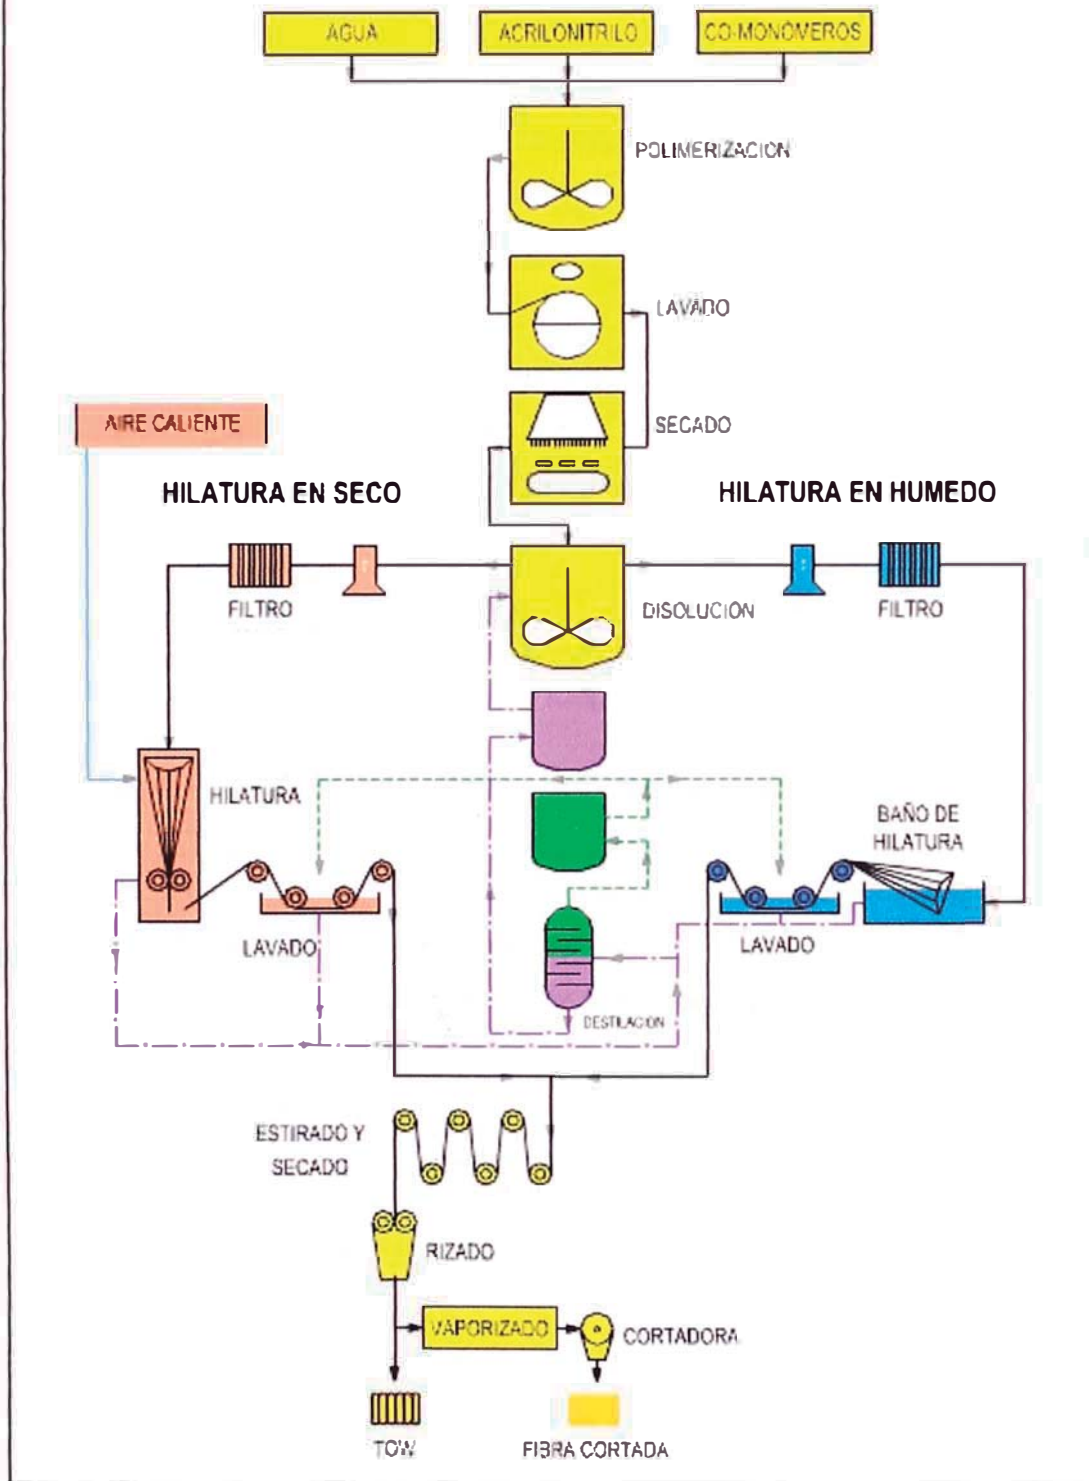 AGUA
ACRILONITRILO
CO-MONOMEROS
POLIMERIZACION
LAVADO
SECADO
AIRE CALIENTE
HILATURA EN SECO
HILATURA EN HUMEDO
FILTRO
DISOLUCION
FILTRO
HILATURA
BAÑO DE
HILATURA
LAVADO
LAVADO
DESTILACION
ESTIRADO Y
SECADO
RIZADO
VAPORIZADO
CORTADORA
TOW
FIBRA CORTADA